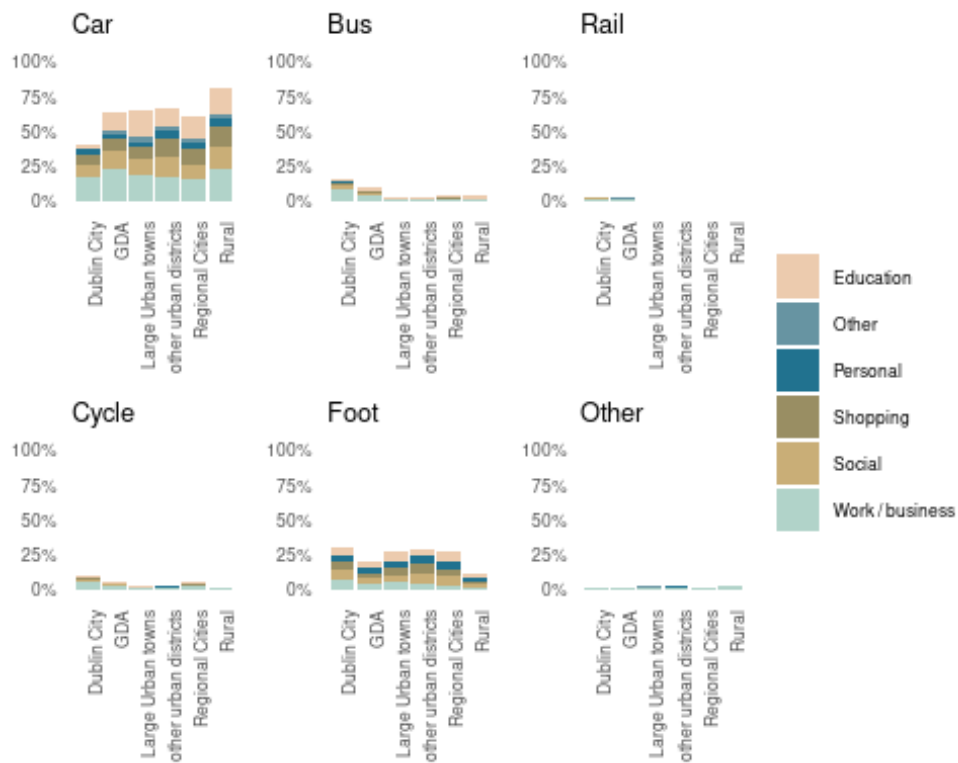 Car
Bus
Rail
100%
75%
50%
25%
0%
100%
75%
50%
25%
0%
100%
75%
50%
25%
0%
Dublin City
GDA
Large Urban towns
other urban districts
Regional Cities
Rural
Dublin City
GDA
Large Urban towns
other urban districts
Regional Cities
Rural
Dublin City
GDA
Large Urban towns
other urban districts
Regional Cities
Rural
Cycle
Foot
Other
100%
75%
50%
25%
0%
100%
75%
50%
25%
0%
100%
75%
50%
25%
0%
Dublin City
GDA
Large Urban towns
other urban districts
Regional Cities
Rural
Dublin City
GDA
Large Urban towns
other urban districts
Regional Cities
Rural
Dublin City
GDA
Large Urban towns
other urban districts
Regional Cities
Rural
Education
Other
Personal
Shopping
Social
Work / business